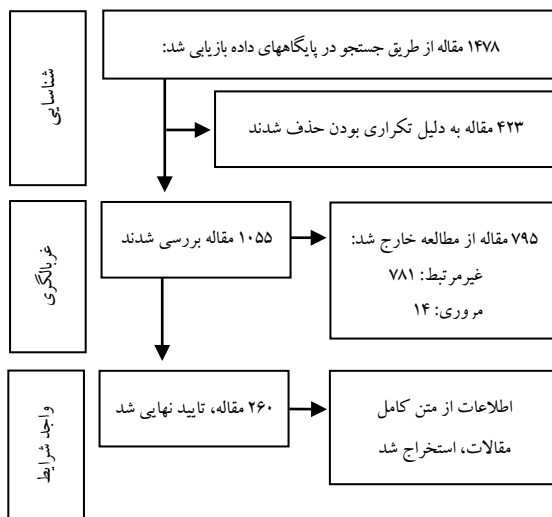 شناسایی
۱۴۷۸ مقاله از طریق جستجو در پایگاههای داده بازیابی شد:
۴۲۳ مقاله به دلیل تکراری بودن حذف شدند
غربالگری
۱۰۵۵ مقاله بررسی شدند
۷۹۵ مقاله از مطالعه خارج شد:
غیرمرتبط: ۷۸۱
مروری: ۱۴
واجد شرایط
۲۶۰ مقاله، تایید نهایی شد
اطلاعات از متن کامل
مقالات، استخراج شد